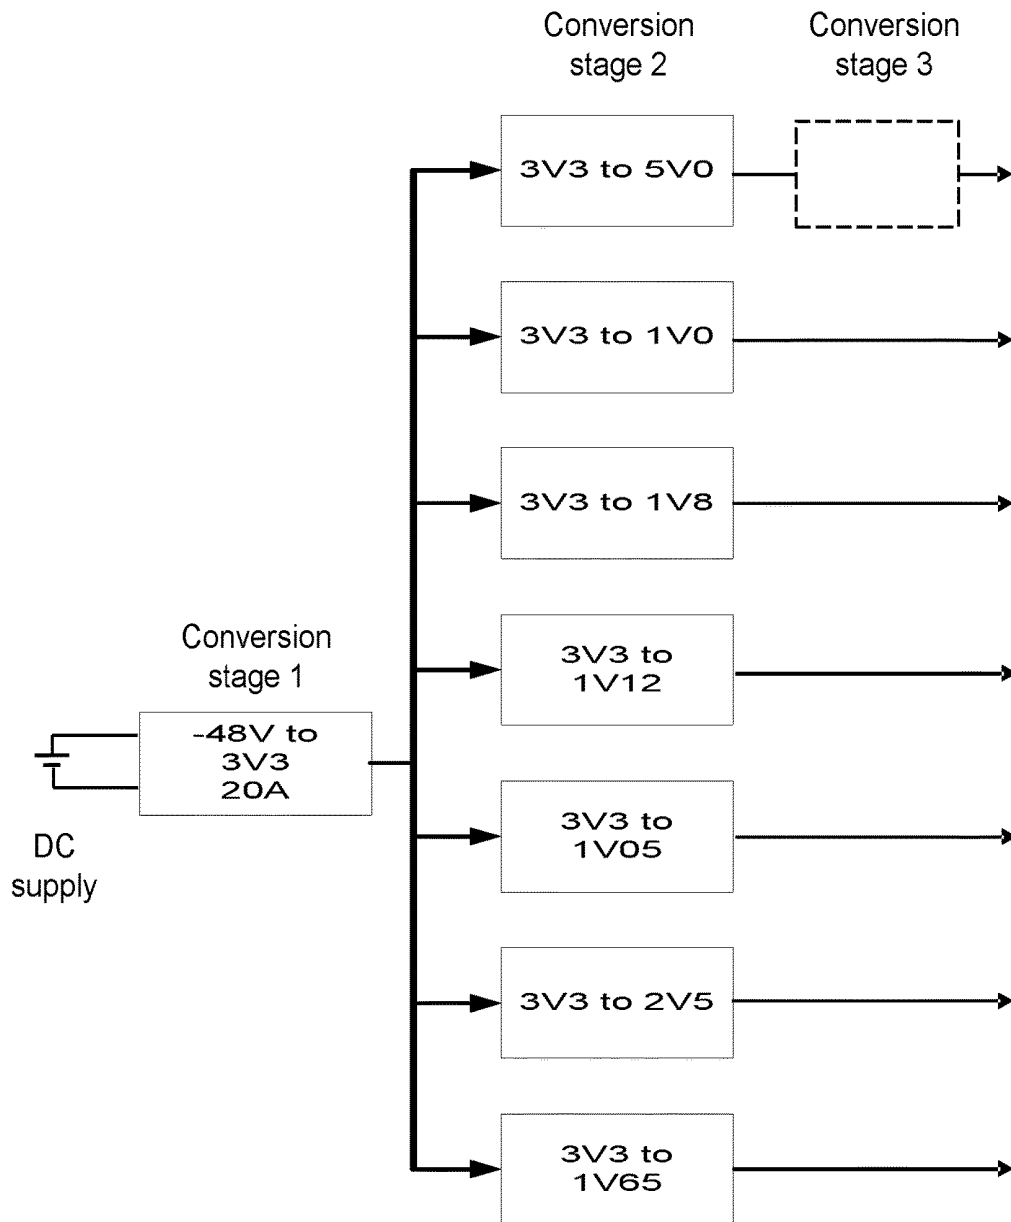 Conversion
stage 2
Conversion
stage 3
3V3 to 5V0
3V3 to 1V0
3V3 to 1V8
3V3 to
1V12
Conversion
stage 1
-48V to
3V3
20A
DC
supply
3V3 to
1V05
3V3 to 2V5
3V3 to
1V65